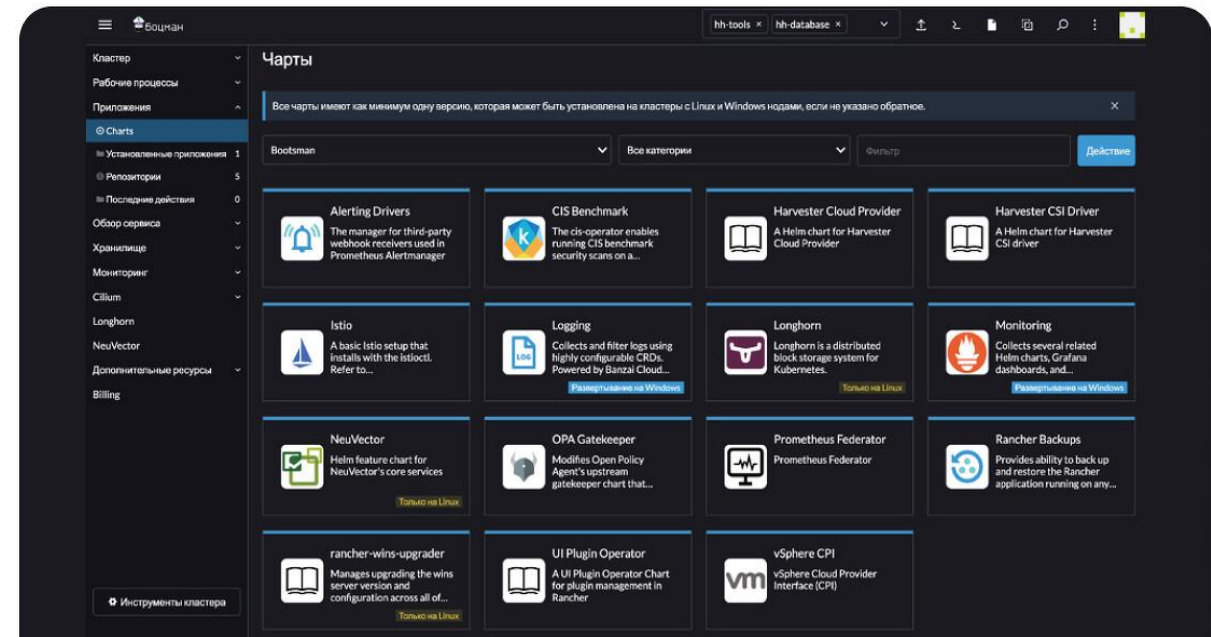 Боцман
hh-tools ×
hh-database ×
Кластер
Рабочие процессы
Приложения
Charts
Установленные приложения 1
Репозитории 5
Последние действия 0
Обзор сервиса
Хранилище
Мониторинг
Cilium
Longhorn
NeuVector
Дополнительные ресурсы
Billing
Инструменты кластера
Чарты
Все чарты имеют как минимум одну версию, которая может быть установлена на кластеры с Linux и Windows нодами, если не указано обратное.
Bootsman
Все категории
Фильтр
Действие
Alerting Drivers
The manager for third-party
webhook receivers used in
Prometheus Alertmanager
CIS Benchmark
The cis-operator enables
running CIS benchmark
security scans on a...
Harvester Cloud Provider
A Helm chart for Harvester
Cloud Provider
Harvester CSI Driver
A Helm chart for Harvester
CSI driver
Istio
A basic Istio setup that
installs with the istioctl.
Refer to...
LOG
Logging
Collects and filter logs using
highly configurable CRDs.
Powered by Banzai Cloud...
Развертывание на Windows
Longhorn
Longhorn is a distributed
block storage system for
Kubernetes.
Только на Linux
Monitoring
Collects several related
Helm charts, Grafana
dashboards, and...
Развертывание на Windows
NeuVector
Helm feature chart for
NeuVector's core services
Только на Linux
OPA Gatekeeper
Modifies Open Policy
Agent's upstream
gatekeeper chart that...
Prometheus Federator
Prometheus Federator
Rancher Backups
Provides ability to back up
and restore the Rancher
application running on any...
rancher-wins-upgrader
Manages upgrading the wins
server version and
configuration across all of...
Только на Linux
UI Plugin Operator
A UI Plugin Operator Chart
for plugin management in
Rancher
vm
vSphere CPI
vSphere Cloud Provider
Interface (CPI)